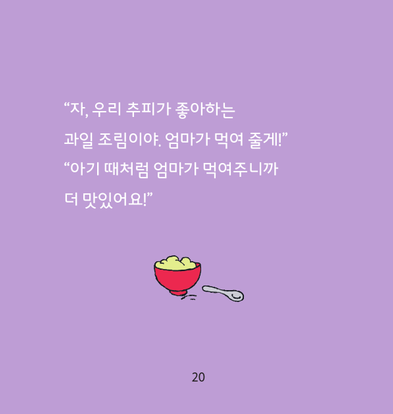 “자, 우리 추피가 좋아하는
과일 조림이야. 엄마가 먹여 줄게!”
“아기 때처럼 엄마가 먹여주니까
더 맛있어요!”
20